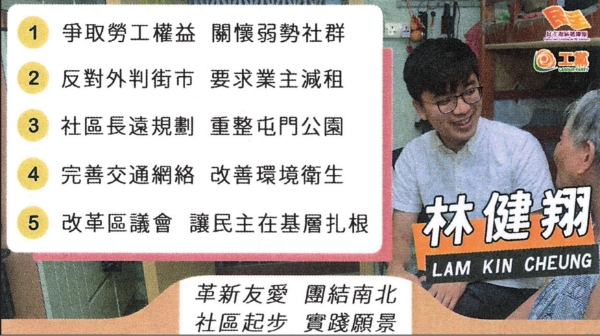 1 爭取勞工權益 關懷弱勢社群
2 反對外判街市 要求業主減租
3 社區長遠規劃 重整屯門公園
4 完善交通網絡 改善環境衛生
5 改革區議會 讓民主在基層扎根
工黨
林健翔
LAM KIN CHEUNG
革新友愛 團結南北
社區起步 實踐願景